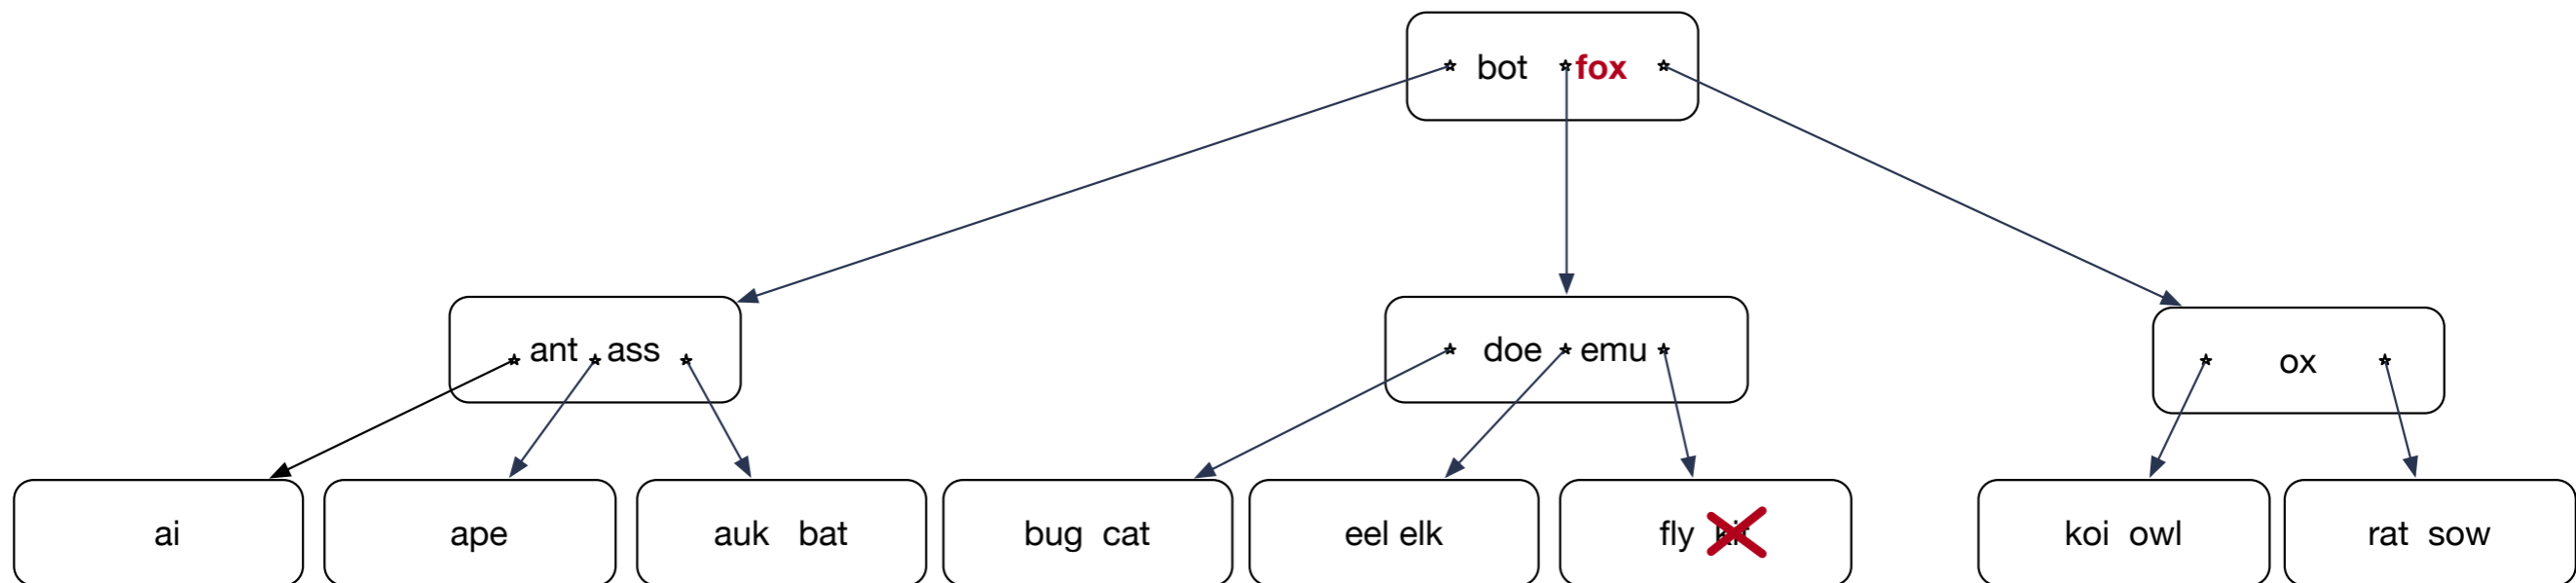 bot fox
ant ass
doe emu
ox
ai
ape
auk bat
bug cat
eel elk
fly
koi owl
rat sow